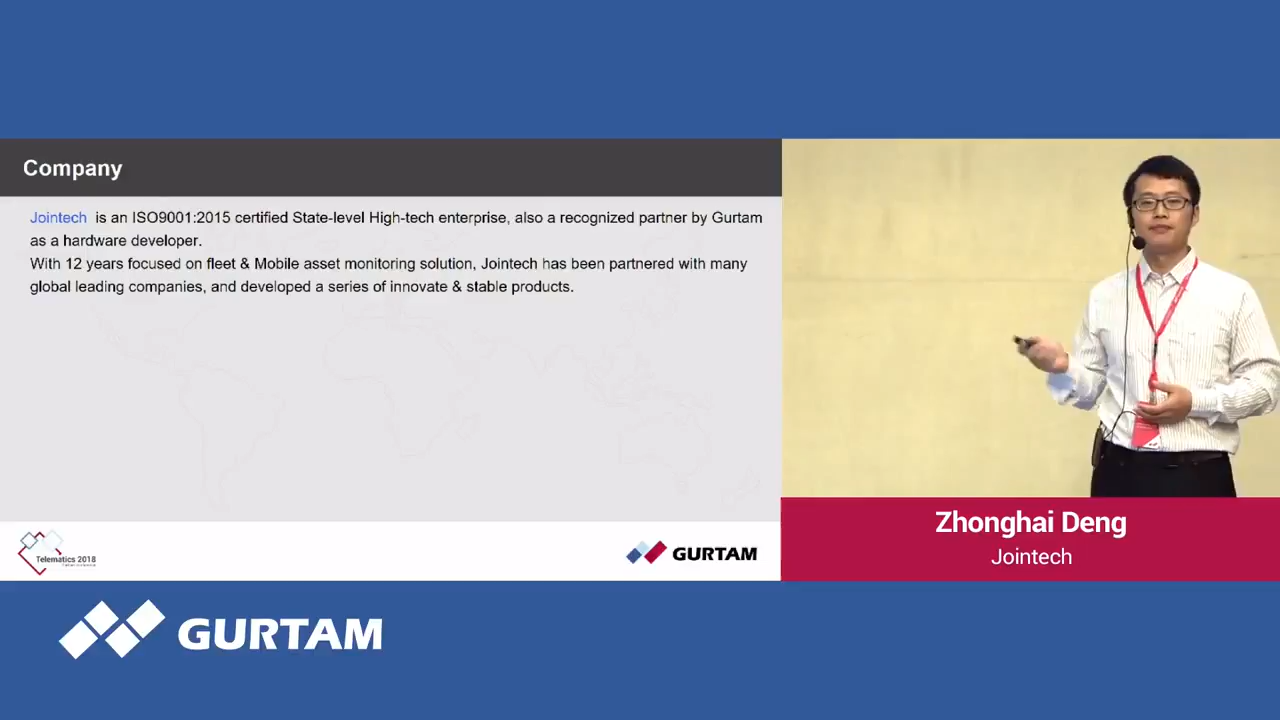 Company
Jointech is an ISO9001:2015 certified State-level High-tech enterprise, also a recognized partner by Gurtam
as a hardware developer.
With 12 years focused on fleet & Mobile asset monitoring solution, Jointech has been partnered with many
global leading companies, and developed a series of innovate & stable products.
Telematics 2018
GURTAM
Zhonghai Deng
Jointech
GURTAM